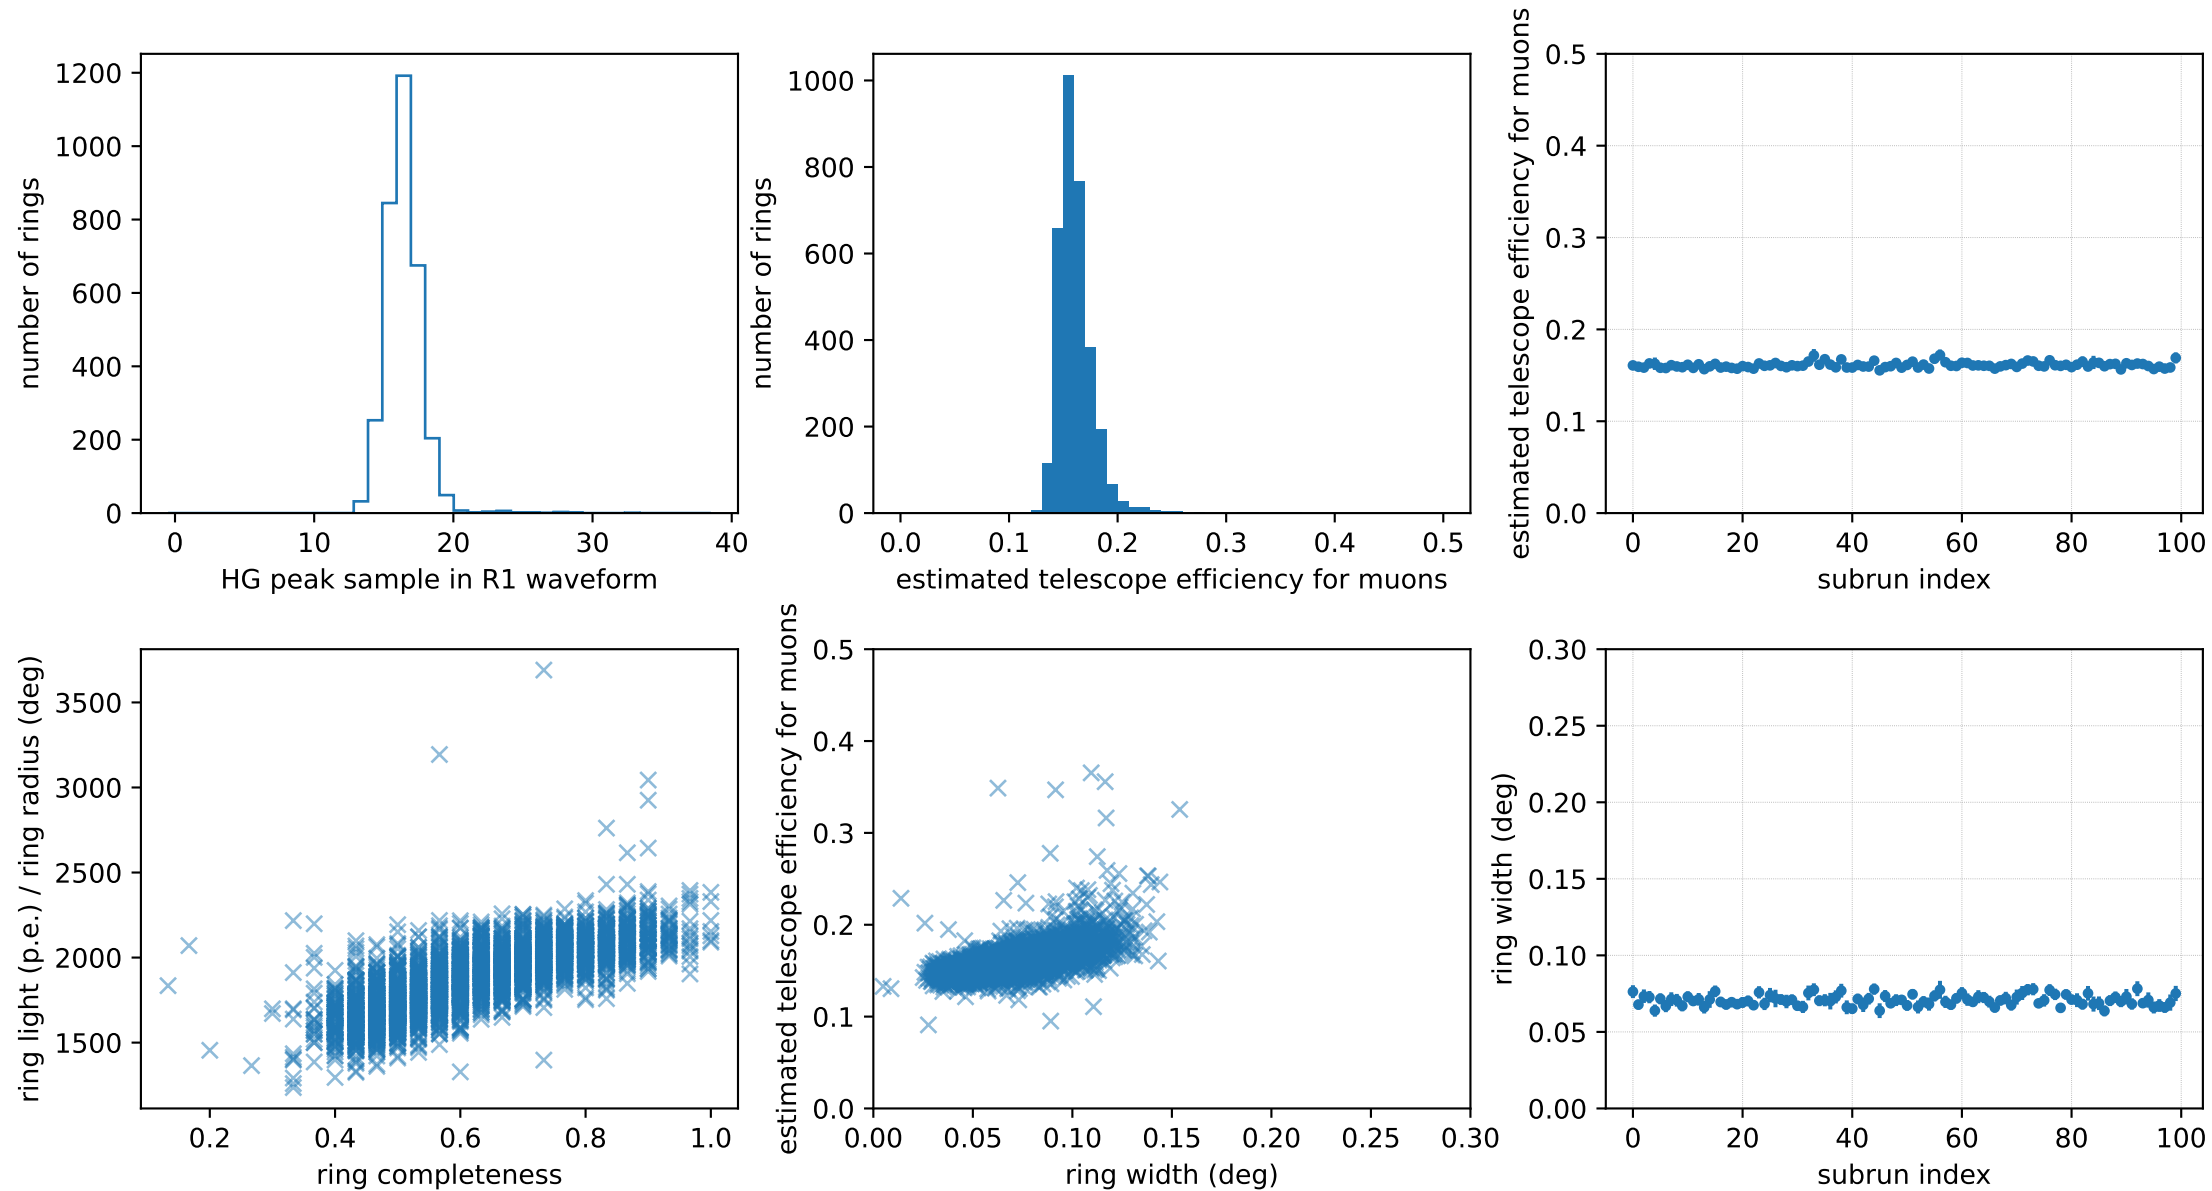 number of rings
1200
1000
800
600
400
200
0
0 10 20 30 40
HG peak sample in R1 waveform
number of rings
1000
800
600
400
200
0
0.0 0.1 0.2 0.3 0.4 0.5
estimated telescope efficiency for muons
estimated telescope efficiency for muons
0.5
0.4
0.3
0.2
0.1
0.0
0 20 40 60 80 100
subrun index
ring light (p.e.) / ring radius (deg)
3500
3000
2500
2000
1500
0.2 0.4 0.6 0.8 1.0
ring completeness
estimated telescope efficiency for muons
0.5
0.4
0.3
0.2
0.1
0.0
0.00 0.05 0.10 0.15 0.20 0.25 0.30
ring width (deg)
ring width (deg)
0.30
0.25
0.20
0.15
0.10
0.05
0.00
0 20 40 60 80 100
subrun index